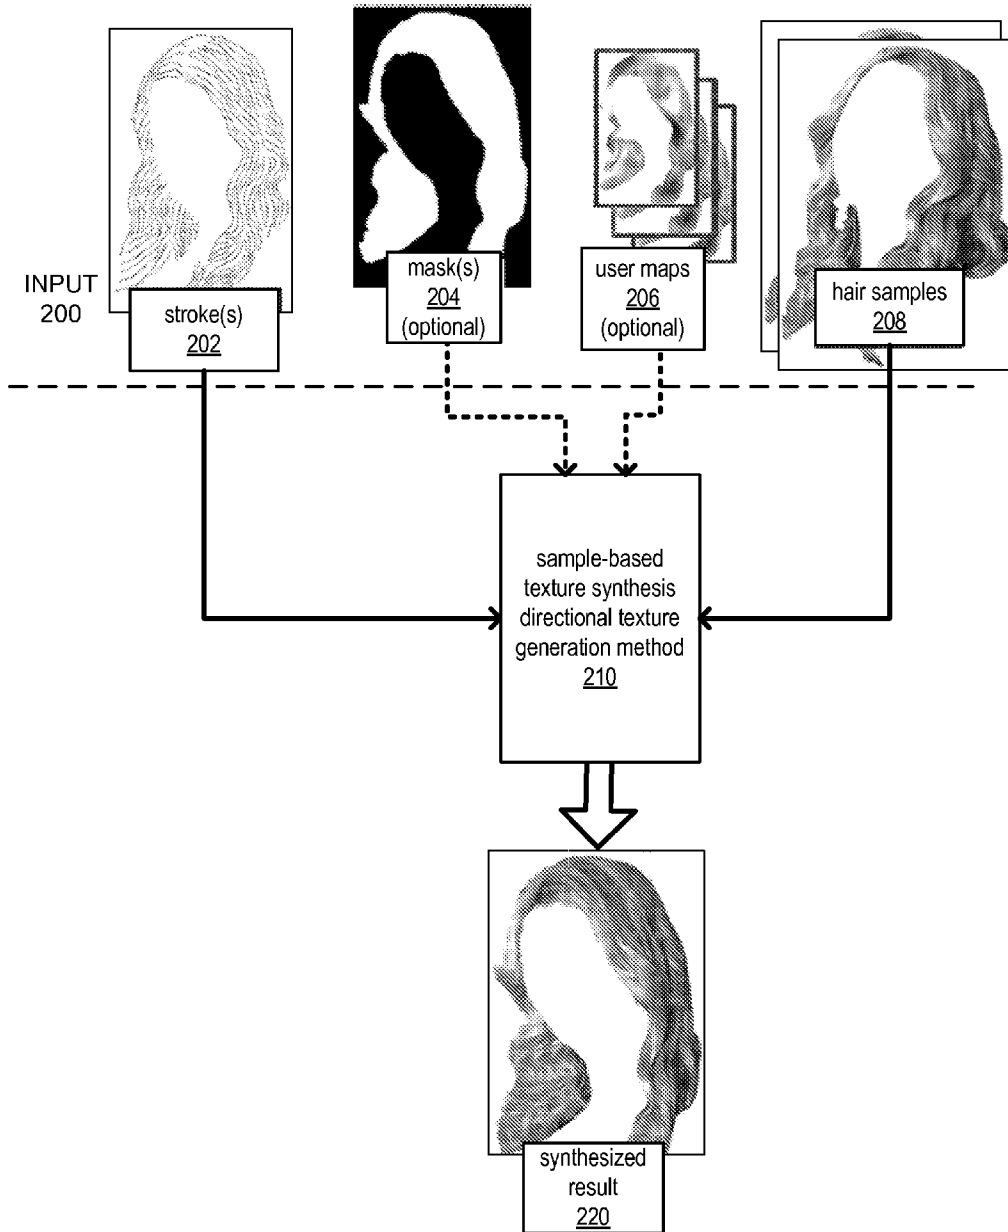 INPUT
200
stroke(s)
202
mask(s)
204
(optional)
user maps
206
(optional)
hair samples
208
sample-based
texture synthesis
directional texture
generation method
210
synthesized
result
220